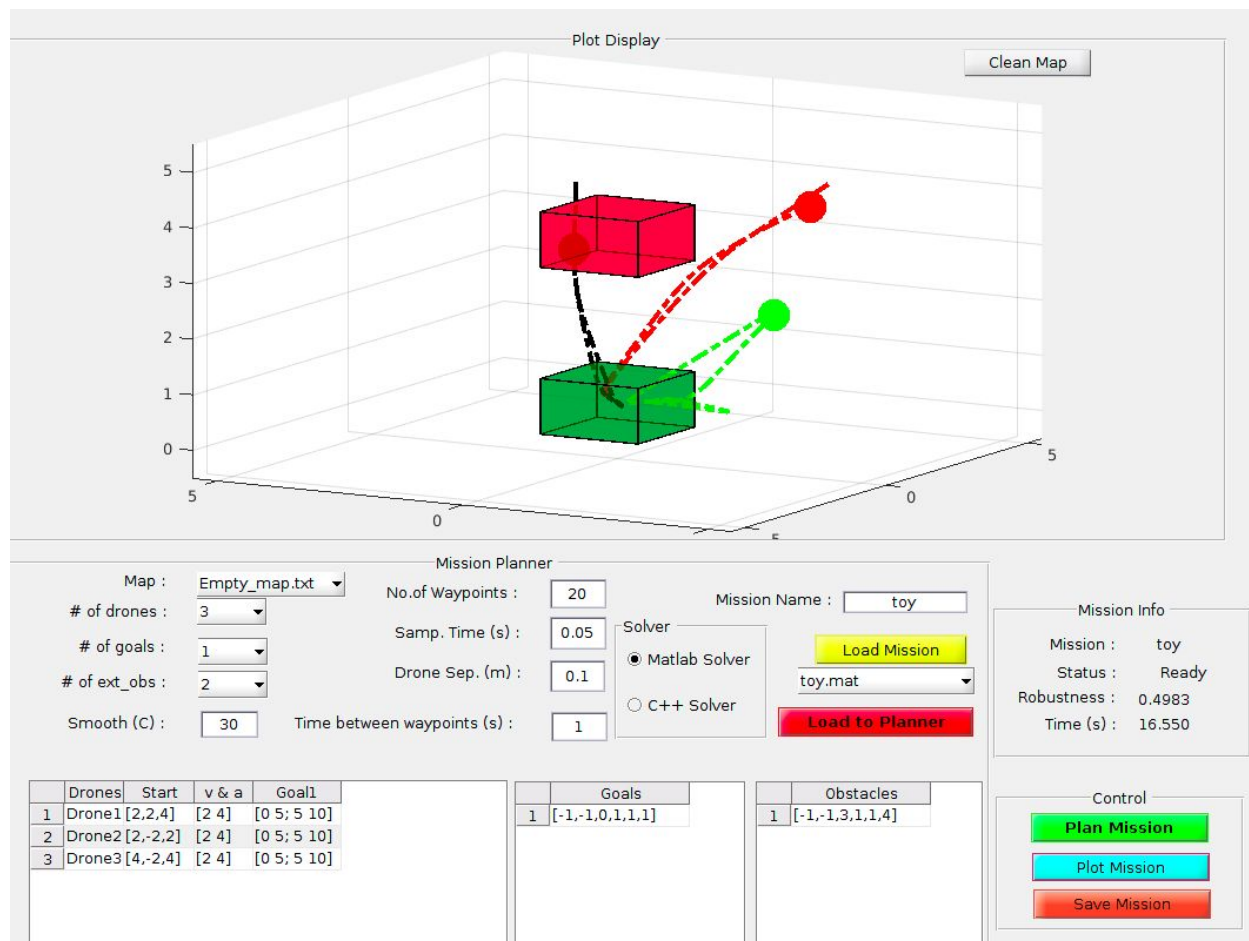 Plot Display
Clean Map
5
4
3
2
1
0
5
0
5
0
Mission Planner
Map :
Empty_map.txt
No.of Waypoints :
20
Mission Name :
toy
# of drones :
3
Samp. Time (s) :
0.05
Solver
Matlab Solver
C++ Solver
Load Mission
# of goals :
1
Drone Sep. (m) :
0.1
toy.mat
# of ext_obs :
2
Smooth (C) :
30
Time between waypoints (s) :
1
Load to Planner
Mission Info
Mission : toy
Status : Ready
Robustness : 0.4983
Time (s) : 16.550
Drones Start v & a Goal1
1 Drone1 [2,2,4] [2 4] [0 5; 5 10]
2 Drone2 [2,-2,2] [2 4] [0 5; 5 10]
3 Drone3 [4,-2,4] [2 4] [0 5; 5 10]
Goals
1 [-1,-1,0,1,1,1]
Obstacles
1 [-1,-1,3,1,1,4]
Control
Plan Mission
Plot Mission
Save Mission